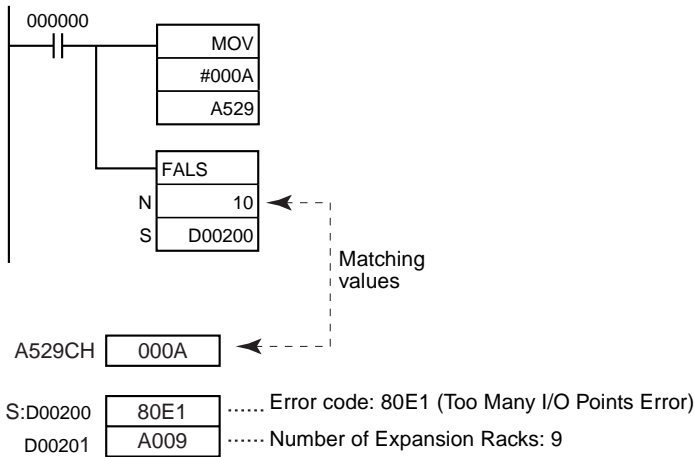 000000
MOV
#000A
A529
FALS
N 10
S D00200
Matching
values
A529CH 000A
S:D00200 80E1 ...... Error code: 80E1 (Too Many I/O Points Error)
D00201 A009 ...... Number of Expansion Racks: 9